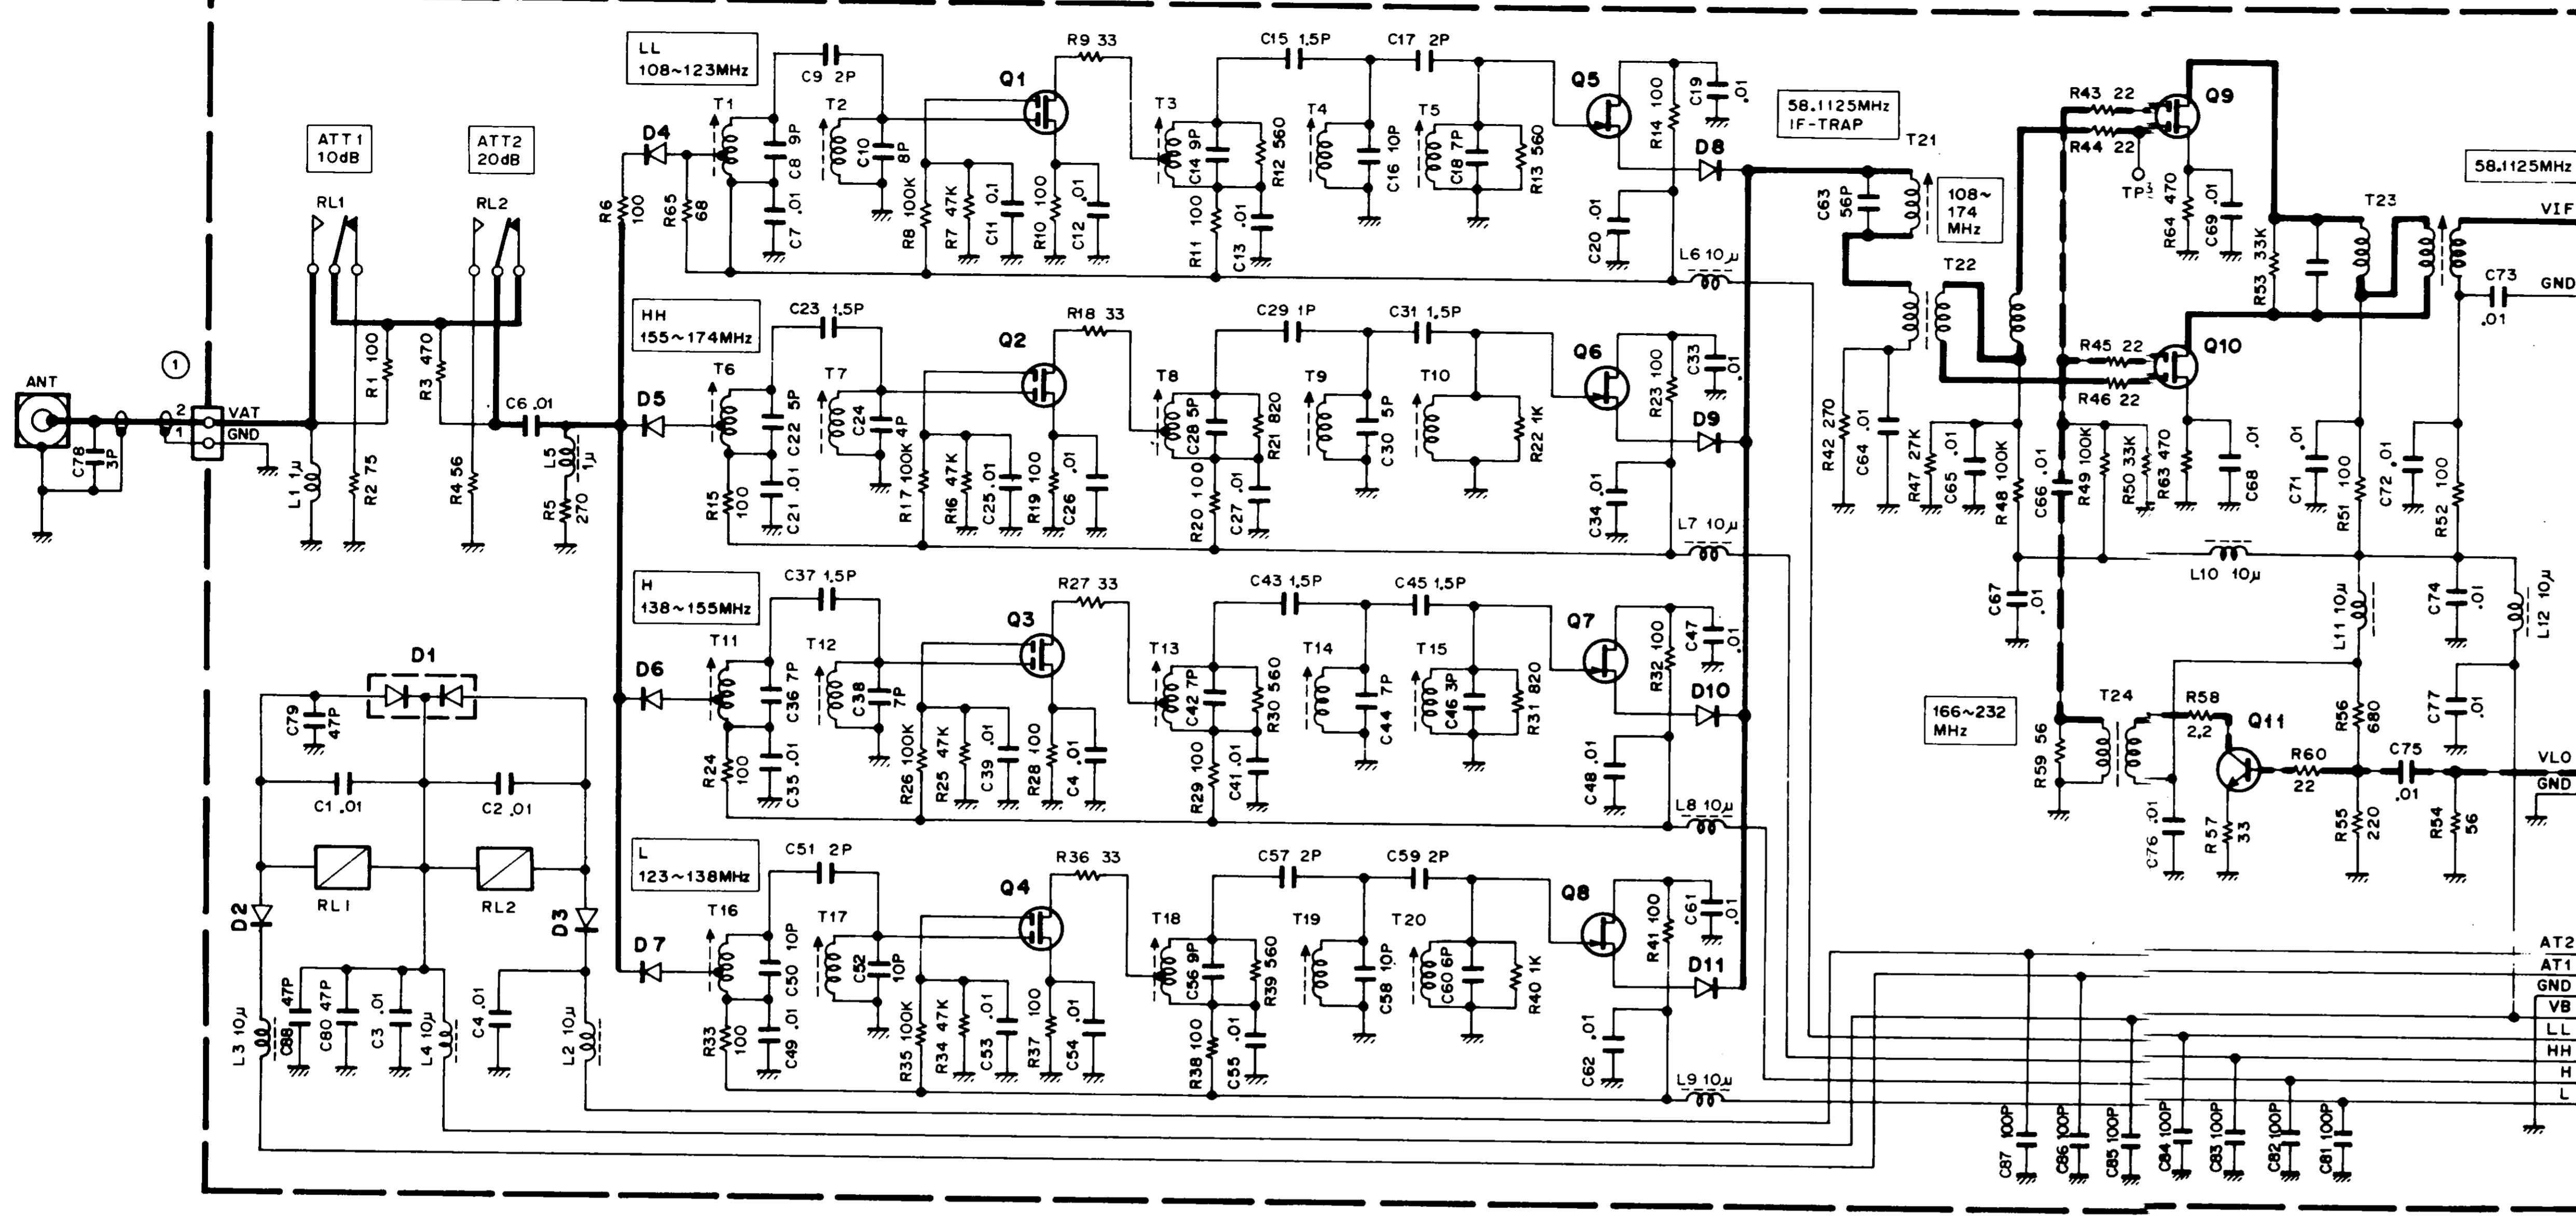 LL
108~123MHz
C9 2P
R9 33
C15 1.5P
C17 2P
Q1
Q5
R14 100
C19 .01
58.1125MHz
IF-TRAP
R43 22
Q9
ATT1
10dB
ATT2
20dB
D4
T1
C8 9P
T2
C10
8P
T3
C14 9P
R12 560
T4
C16 10P
T5
C18 7P
R13 560
D8
T21
R44 22
TP3
58.1125MHz
RL1
RL2
R6
100
R65
68
C7 .01
R8 100K
R7 47K
C11 0.1
R10 100
C12 .01
R11 100
C13 .01
C20 .01
C63
56P
108~
174
MHz
R64 470
C69 .01
T23
VIF
L6 10μ
T22
R53 33K
C73
.01
GND
HH
155~174MHz
C23 1.5P
R18 33
C29 1P
C31 1.5P
Q2
Q6
R23 100
C33
.01
R45 22
Q10
1
ANT
R1 100
R3 470
C6 .01
D5
T6
C22 5P
T7
C24
4P
T8
C28 5P
R21 820
T9
C30 5P
T10
R22 1K
D9
R46 22
2
VAT
1
GND
C78
3P
L1 1μ
R2 75
R4 56
L5
1μ
R5
270
R15
100
C21 .01
R17 100K
R16 47K
C25 .01
R19 100
C26 .01
R20 100
C27 .01
C34 .01
L7 10μ
R42 270
C64 .01
R47 27K
C65 .01
R48 100K
C66 .01
R49 100K
R50 33K
R63 470
C68 .01
C71 .01
R51 100
C72 .01
R52 100
L10 10μ
H
138~155MHz
C37 1.5P
R27 33
C43 1.5P
C45 1.5P
Q3
Q7
R32 100
C47
.01
C67
.01
L11 10μ
C74
.01
L12 10μ
D1
D6
T11
C36 7P
T12
C38
7P
T13
C42 7P
R30 560
T14
C44 7P
T15
C46 3P
R31 820
D10
166~232
MHz
T24
R58
2.2
Q11
R56
680
C77
.01
C79
47P
R24
100
C35 .01
R26 100K
R25 47K
C39 .01
R28 100
C4 .01
R29 100
C41 .01
C48 .01
L8 10μ
R59 56
R60
22
C75
.01
VLO
GND
C1 .01
C2 .01
C76 .01
R57
33
R55
220
R54
56
L
123~138MHz
C51 2P
R36 33
C57 2P
C59 2P
Q4
Q8
R41 100
C61
.01
RL1
RL2
D2
D3
D7
T16
C50 10P
T17
C52
10P
T18
C56 9P
R39 560
T19
C58 10P
T20
C60 6P
R40 1K
D11
AT2
AT1
GND
VB
LL
HH
H
L
L3 10μ
C88 47P
C80 47P
C3 .01
L4 10μ
C4 .01
L2 10μ
R33
100
C49 .01
R35 100K
R34 47K
C53 .01
R37 100
C54 .01
R38 100
C55 .01
C62 .01
L9 10μ
C87 100P
C86 100P
C85 100P
C84 100P
C83 100P
C82 100P
C81 100P